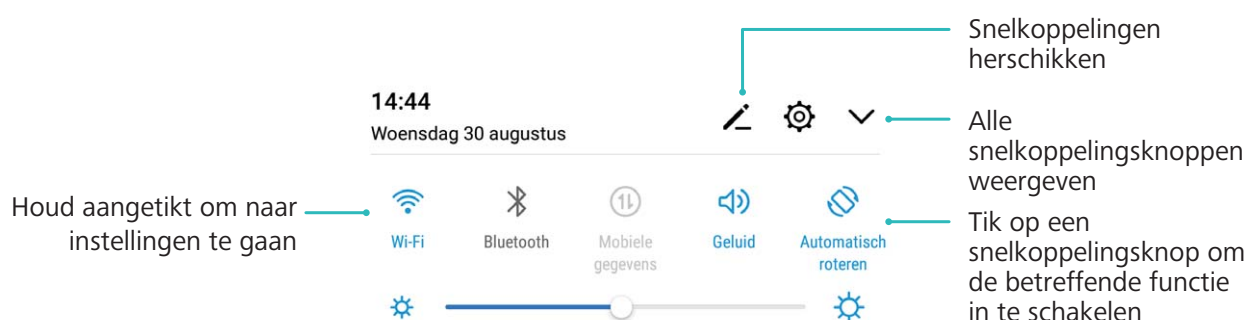 Snelkoppelingen
herschikken
14:44
Woensdag 30 augustus
Alle
snelkoppelingsknoppen
weergeven
Houd aangetikt om naar
instellingen te gaan
Wi-Fi
Bluetooth
Mobiele
gegevens
Geluid
Automatisch
roteren
Tik op een
snelkoppelingsknop om
de betreffende functie
in te schakelen